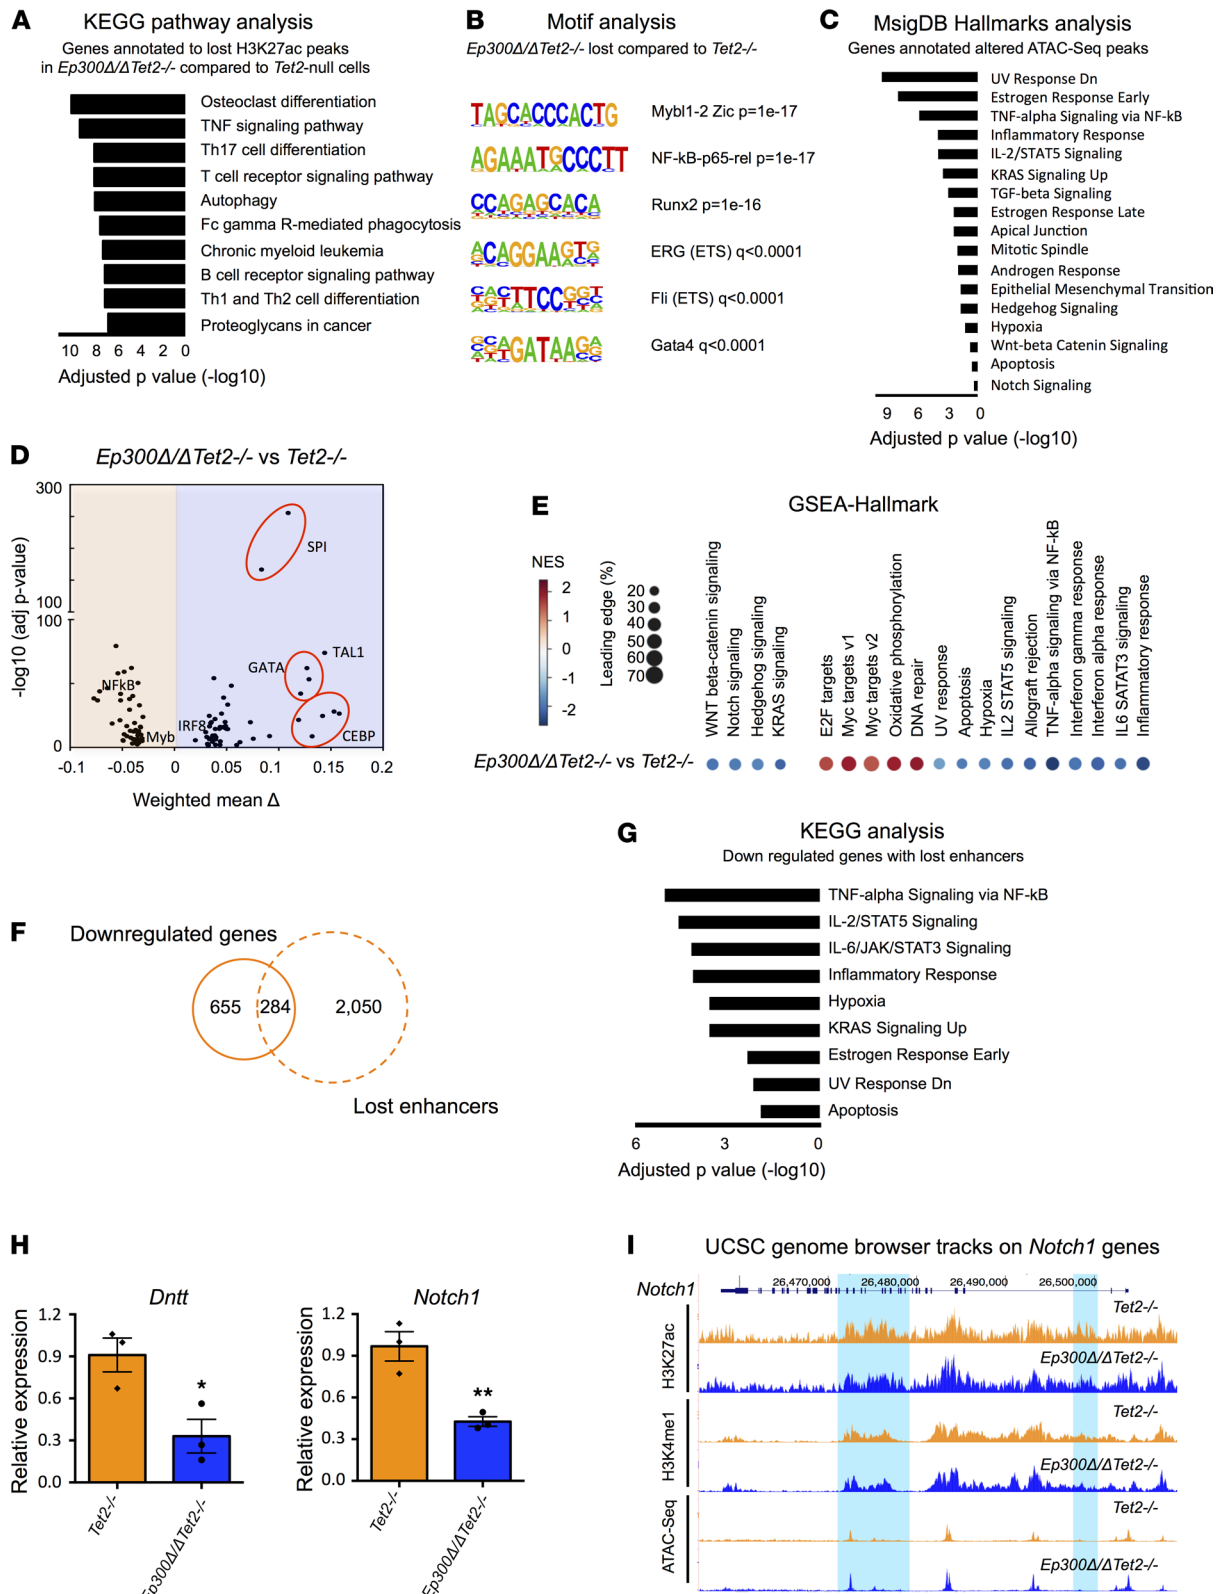 A
KEGG pathway analysis
Genes annotated to lost H3K27ac peaks
in Ep300Δ/ΔTet2-/- compared to Tet2-null cells
Osteoclast differentiation
TNF signaling pathway
Th17 cell differentiation
T cell receptor signaling pathway
Autophagy
Fc gamma R-mediated phagocytosis
Chronic myeloid leukemia
B cell receptor signaling pathway
Th1 and Th2 cell differentiation
Proteoglycans in cancer
10 8 6 4 2 0
Adjusted p value (-log10)
B
Motif analysis
Ep300Δ/ΔTet2-/- lost compared to Tet2-/-
TAGCACCCACTG
Mybl1-2 Zic p=1e-17
AGAAATGCCCTT
NF-kB-p65-rel p=1e-17
CCAGAGCACA
Runx2 p=1e-16
ACAGGAAGTG
ERG (ETS) q<0.0001
CACTTCCGGT
Fli (ETS) q<0.0001
Gata4 q<0.0001
C
MsigDB Hallmarks analysis
Genes annotated altered ATAC-Seq peaks
UV Response Dn
Estrogen Response Early
TNF-alpha Signaling via NF-kB
Inflammatory Response
IL-2/STAT5 Signaling
KRAS Signaling Up
TGF-beta Signaling
Estrogen Response Late
Apical Junction
Mitotic Spindle
Androgen Response
Epithelial Mesenchymal Transition
Hedgehog Signaling
Hypoxia
Wnt-beta Catenin Signaling
Apoptosis
Notch Signaling
9 6 3 0
Adjusted p value (-log10)
D
Ep300Δ/ΔTet2-/- vs Tet2-/-
-log10 (adj p-value)
300
100
100
50
0
SPI
TAL1
GATA
NFkB
IRF8
Myb
CEBP
-0.1 -0.05 0 0.05 0.1 0.15 0.2
Weighted mean Δ
E
GSEA-Hallmark
NES
2
1
0
-1
-2
Leading edge (%)
20
30
40
50
60
70
WNT beta-catenin signaling
Notch signaling
Hedgehog signaling
KRAS signaling
E2F targets
Myc targets v1
Myc targets v2
Oxidative phosphorylation
DNA repair
UV response
Apoptosis
Hypoxia
IL2 STAT5 signaling
Allograft rejection
TNF-alpha signaling via NF-kB
Interferon gamma response
Interferon alpha response
IL6 SATAT3 signaling
Inflammatory response
Ep300Δ/ΔTet2-/- vs Tet2-/-
F
Downregulated genes
655 284 2,050
Lost enhancers
G
KEGG analysis
Down regulated genes with lost enhancers
TNF-alpha Signaling via NF-kB
IL-2/STAT5 Signaling
IL-6/JAK/STAT3 Signaling
Inflammatory Response
Hypoxia
KRAS Signaling Up
Estrogen Response Early
UV Response Dn
Apoptosis
6 3 0
Adjusted p value (-log10)
H
Dntt
Relative expression
1.2
0.9
0.6
0.3
0.0
*
Tet2-/-
Ep300Δ/ΔTet2-/-
Notch1
Relative expression
1.2
0.9
0.6
0.3
0.0
**
Tet2-/-
Ep300Δ/ΔTet2-/-
I
UCSC genome browser tracks on Notch1 genes
26,470,000 26,480,000 26,490,000 26,500,000
Notch1
H3K27ac
Tet2-/-
Ep300Δ/ΔTet2-/-
H3K4me1
Tet2-/-
Ep300Δ/ΔTet2-/-
ATAC-Seq
Tet2-/-
Ep300Δ/ΔTet2-/-